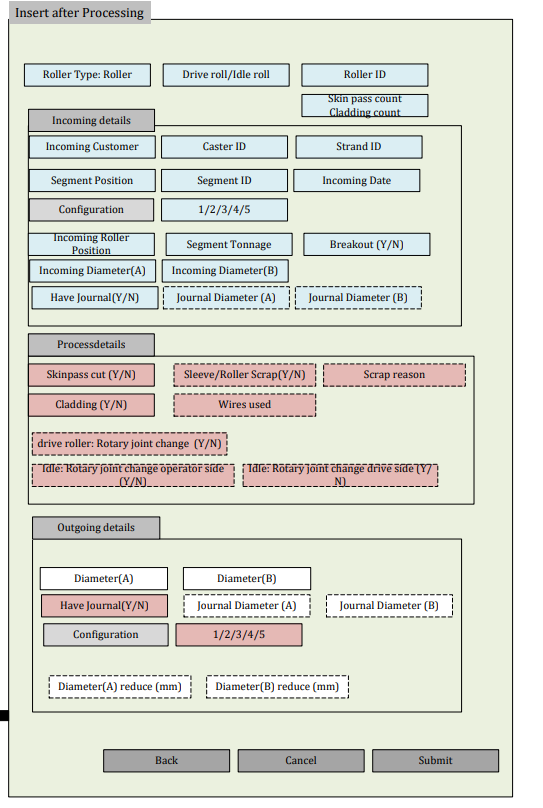 Insert after Processing
Roller Type: Roller
Drive roll/Idle roll
Roller ID
Skin pass count
Cladding count
Incoming details
Incoming Customer
Caster ID
Strand ID
Segment Position
Segment ID
Incoming Date
Configuration
1/2/3/4/5
Incoming Roller
Position
Segment Tonnage
Breakout (Y/N)
Incoming Diameter(A)
Incoming Diameter(B)
Have Journal(Y/N)
Journal Diameter (A)
Journal Diameter (B)
Processdetails
Skinpass cut (Y/N)
Sleeve/Roller Scrap(Y/N)
Scrap reason
Cladding (Y/N)
Wires used
drive roller: Rotary joint change (Y/N)
Idle: Rotary joint change operator side
(Y/N)
Idle: Rotary joint change drive side (Y/
N)
Outgoing details
Diameter(A)
Diameter(B)
Have Journal(Y/N)
Journal Diameter (A)
Journal Diameter (B)
Configuration
1/2/3/4/5
Diameter(A) reduce (mm)
Diameter(B) reduce (mm)
Back
Cancel
Submit